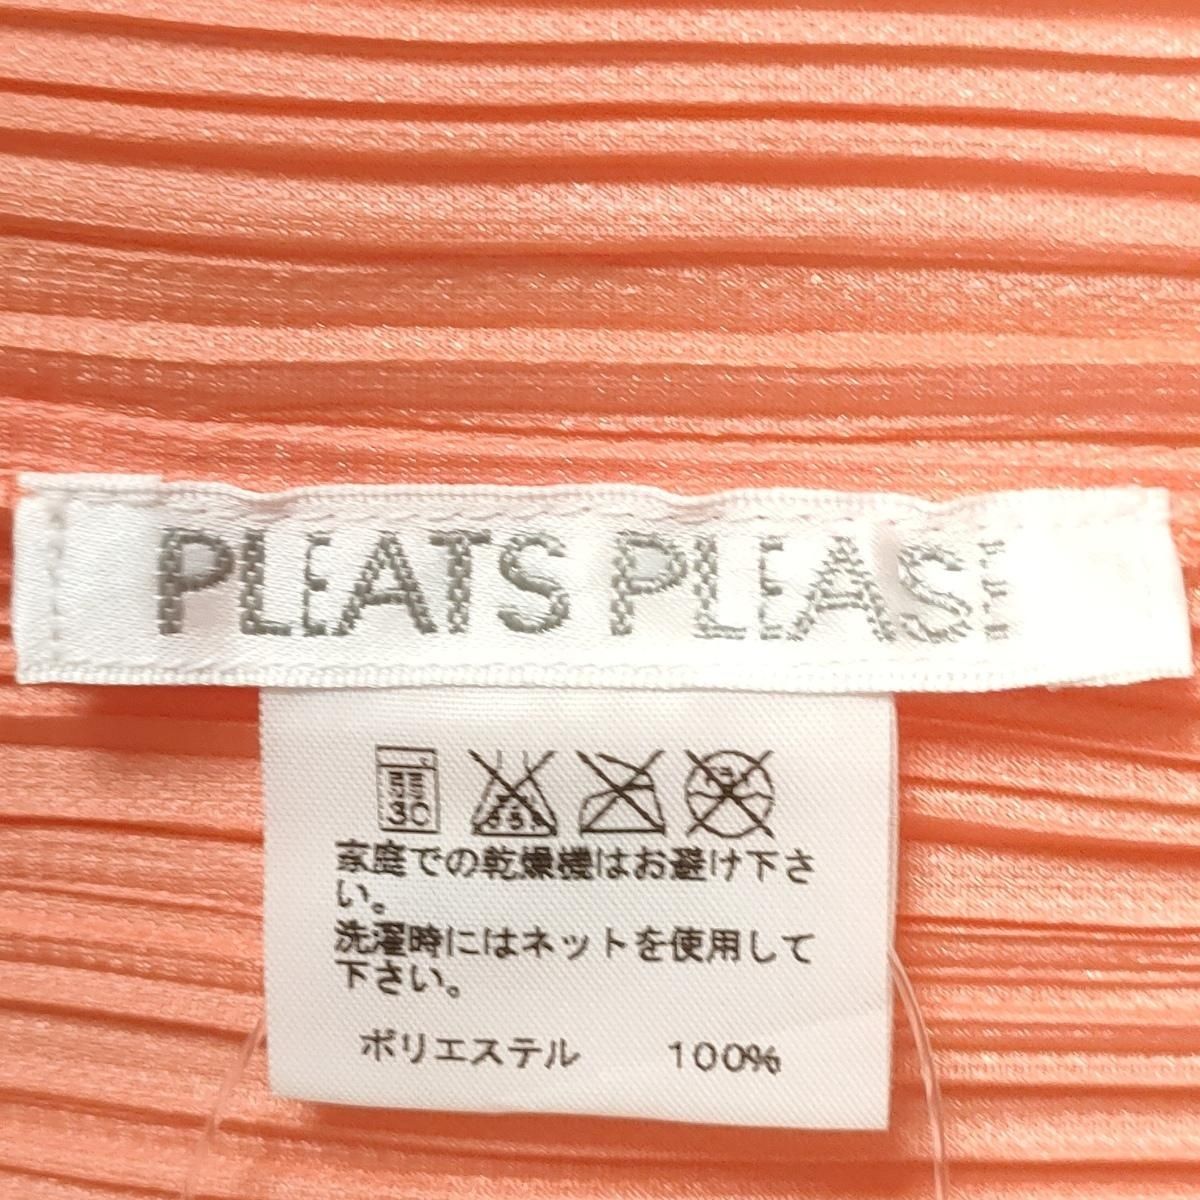 PLEATS PLEASE
30
家庭での乾燥機はお避け下さ
い。
洗濯時にはネットを使用して
下さい。
ポリエステル 100%